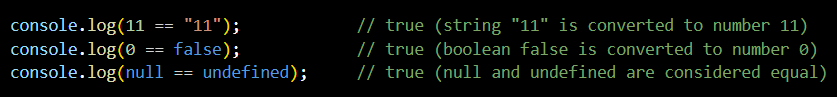 console.log(11 == "11");               // true (string "11" is converted to number 11)
console.log(0 == false);               // true (boolean false is converted to number 0)
console.log(null == undefined);     // true (null and undefined are considered equal)